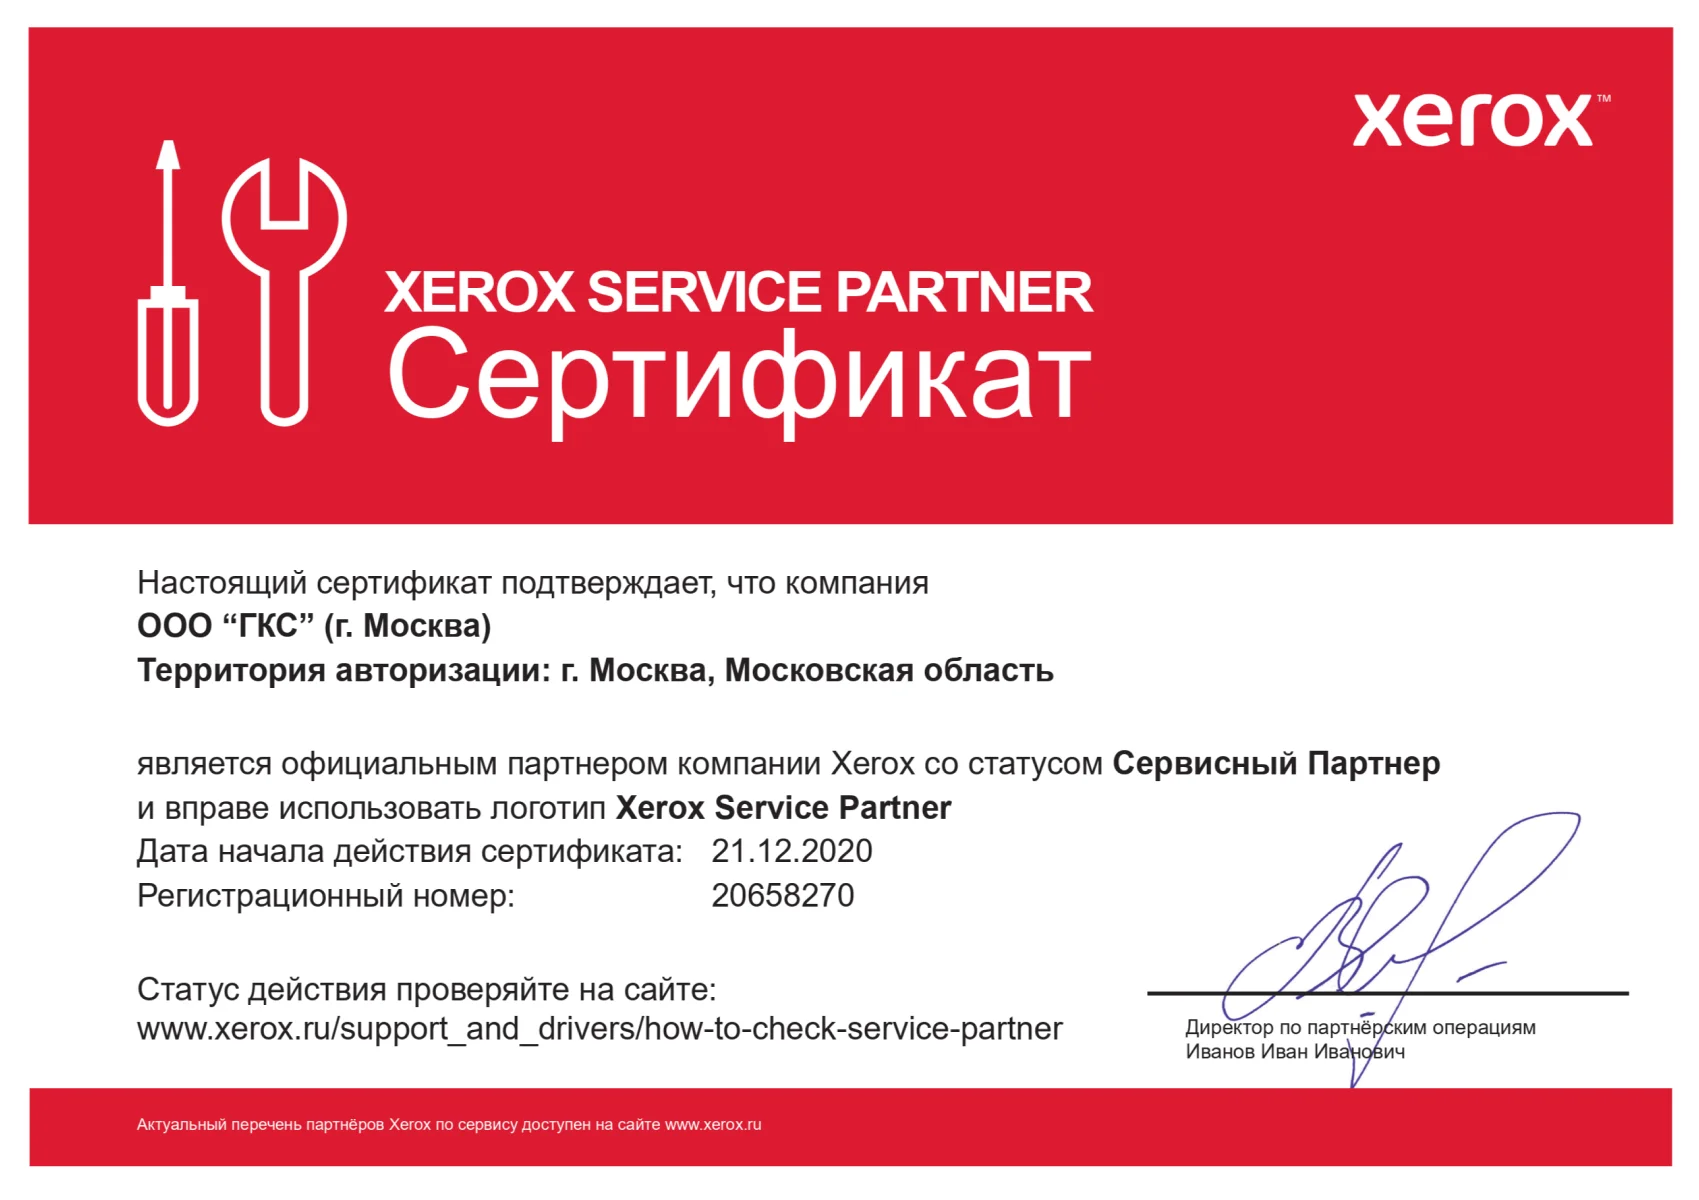 xerox™
XEROX SERVICE PARTNER
Сертификат
Настоящий сертификат подтверждает, что компания
ООО “ГКС” (г. Москва)
Территория авторизации: г. Москва, Московская область
является официальным партнером компании Xerox со статусом Сервисный Партнер
и вправе использовать логотип Xerox Service Partner
Дата начала действия сертификата: 21.12.2020
Регистрационный номер: 20658270
Статус действия проверяйте на сайте:
www.xerox.ru/support_and_drivers/how-to-check-service-partner
Директор по партнёрским операциям
Иванов Иван Иванович
Актуальный перечень партнёров Xerox по сервису доступен на сайте www.xerox.ru